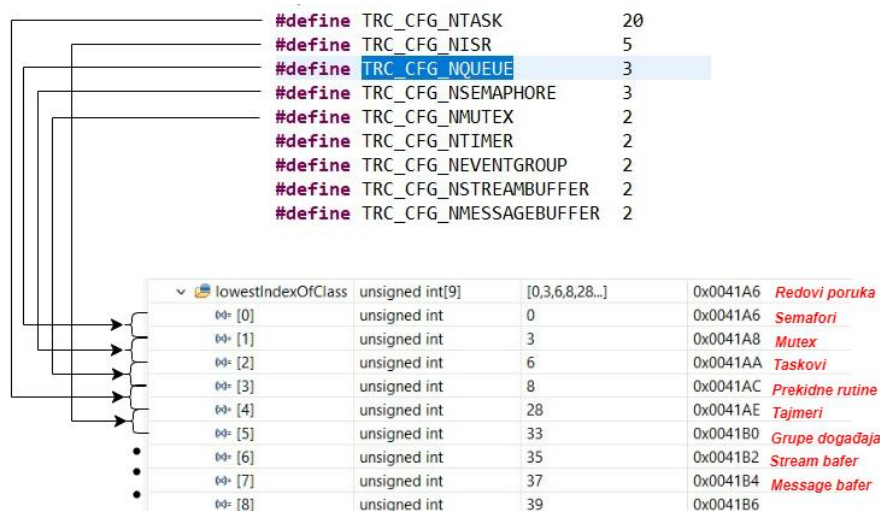 #define TRC_CFG_NTASK 20
#define TRC_CFG_NISR 5
#define TRC_CFG_NQUEUE 3
#define TRC_CFG_NSEMAPHORE 3
#define TRC_CFG_NMUTEX 2
#define TRC_CFG_NTIMER 2
#define TRC_CFG_NEVENTGROUP 2
#define TRC_CFG_NSTREAMBUFFER 2
#define TRC_CFG_NMESSAGEBUFFER 2
lowestIndexOfClass unsigned int[9] [0,3,6,8,28...] 0x0041A6 Redovi poruka
(x)= [0] unsigned int 0 0x0041A6 Semafori
(x)= [1] unsigned int 3 0x0041A8 Mutex
(x)= [2] unsigned int 6 0x0041AA Taskovi
(x)= [3] unsigned int 8 0x0041AC Prekidne rutine
(x)= [4] unsigned int 28 0x0041AE Tajmeri
(x)= [5] unsigned int 33 0x0041B0 Grupe događaja
(x)= [6] unsigned int 35 0x0041B2 Stream bafer
(x)= [7] unsigned int 37 0x0041B4 Message bafer
(x)= [8] unsigned int 39 0x0041B6